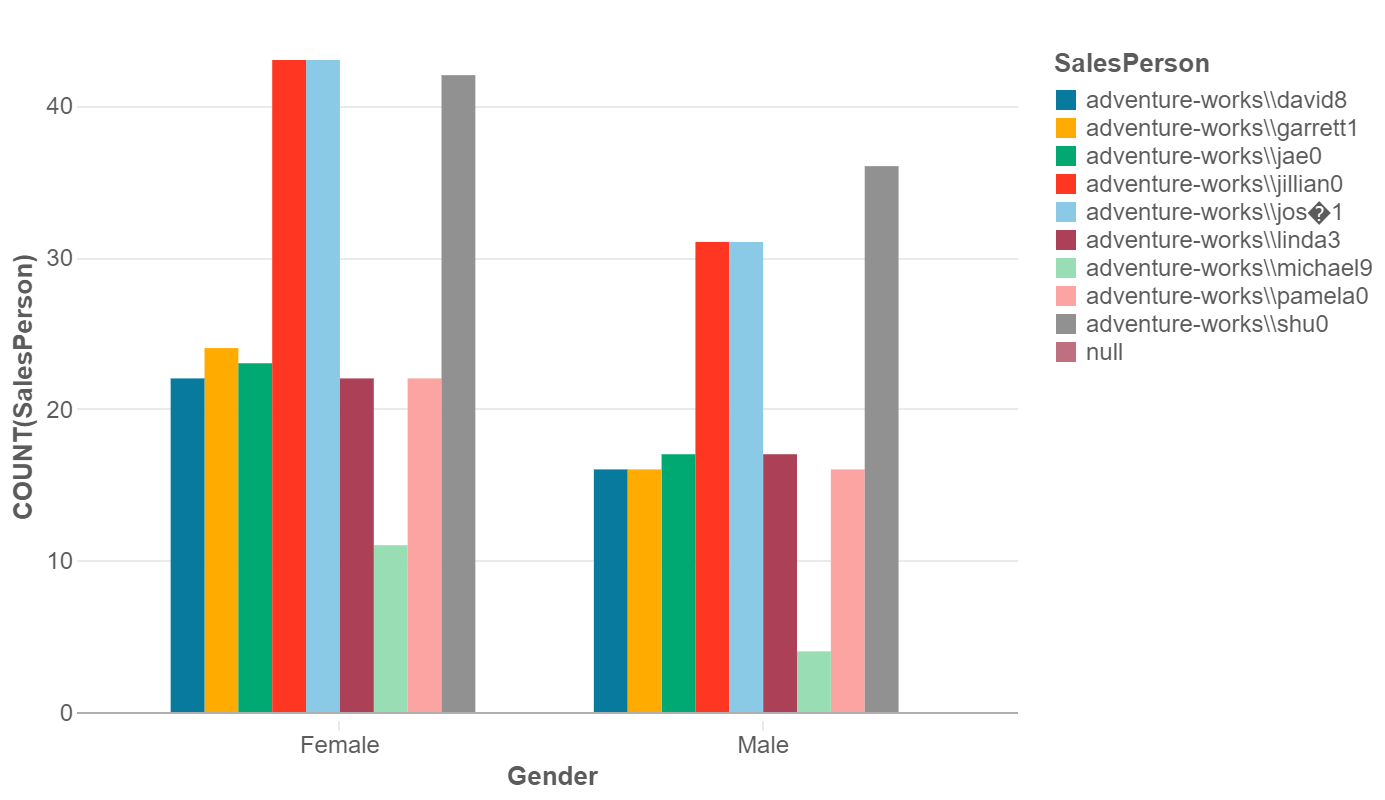 SalesPerson
adventure-works\\david8
adventure-works\\garrett1
adventure-works\\jae0
adventure-works\\jillian0
adventure-works\\jos�1
adventure-works\\linda3
adventure-works\\michael9
adventure-works\\pamela0
adventure-works\\shu0
null
COUNT(SalesPerson)
40
30
20
10
0
Female
Male
Gender